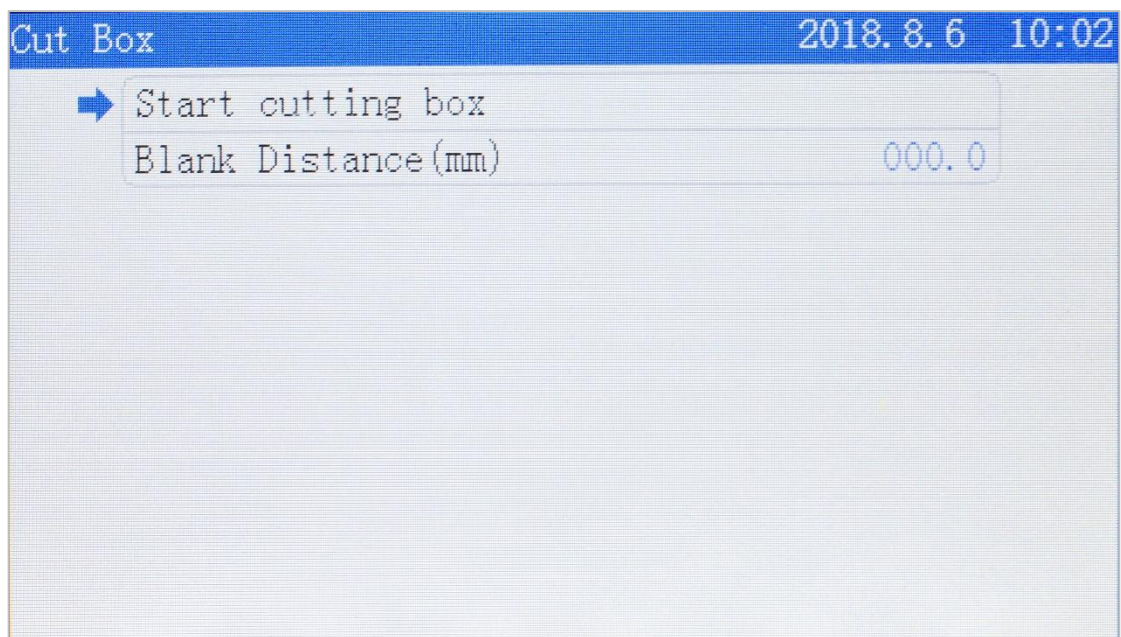 Cut Box 2018. 8. 6 10:02
Start cutting box
Blank Distance(mm) 000. 0